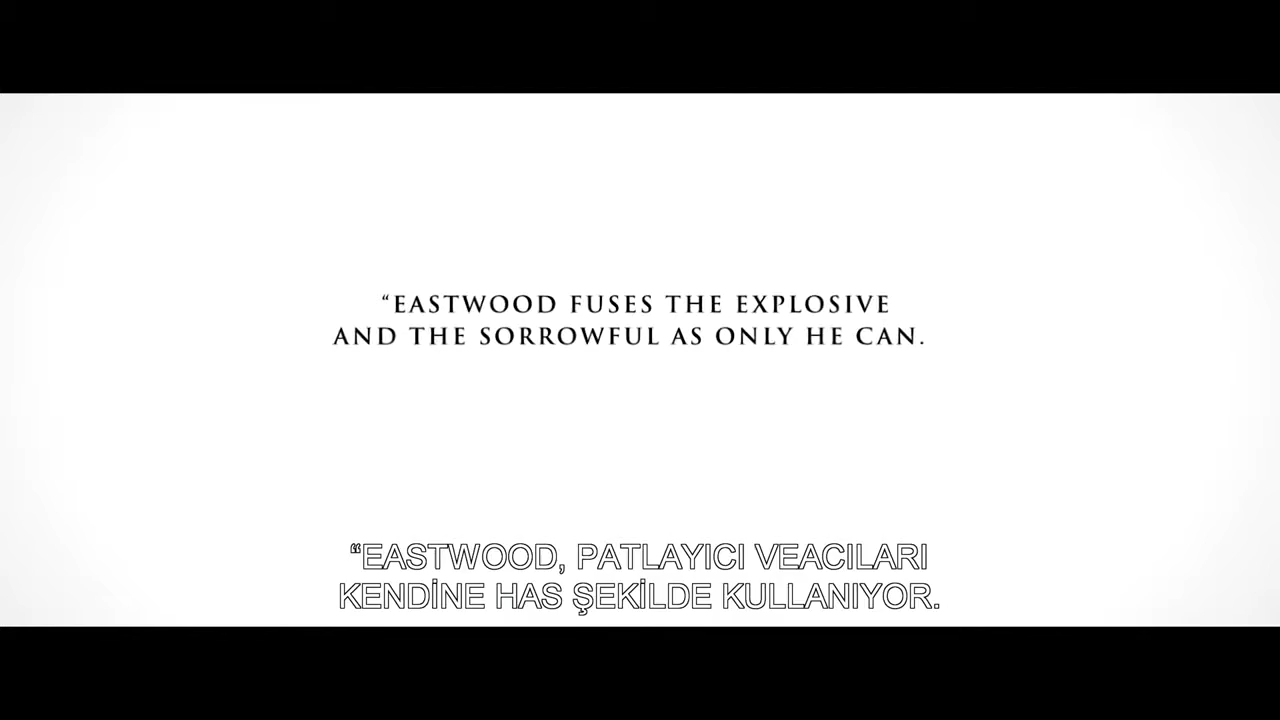 “EASTWOOD FUSES THE EXPLOSIVE
AND THE SORROWFUL AS ONLY HE CAN.
“EASTWOOD, PATLAYICI VEACILARI
KENDİNE HAS ŞEKİLDE KULLANIYOR.